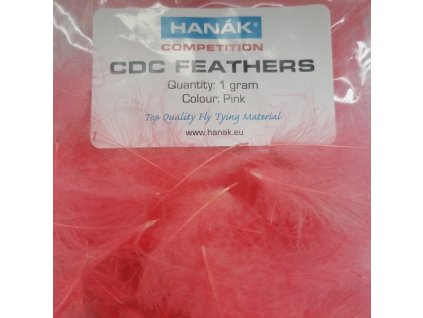 HANÁK®
COMPETITION
CDC FEATHERS
Quantity: 1 gram
Colour: Pink
Top Quality Fly Tying Material
www.hanak.eu